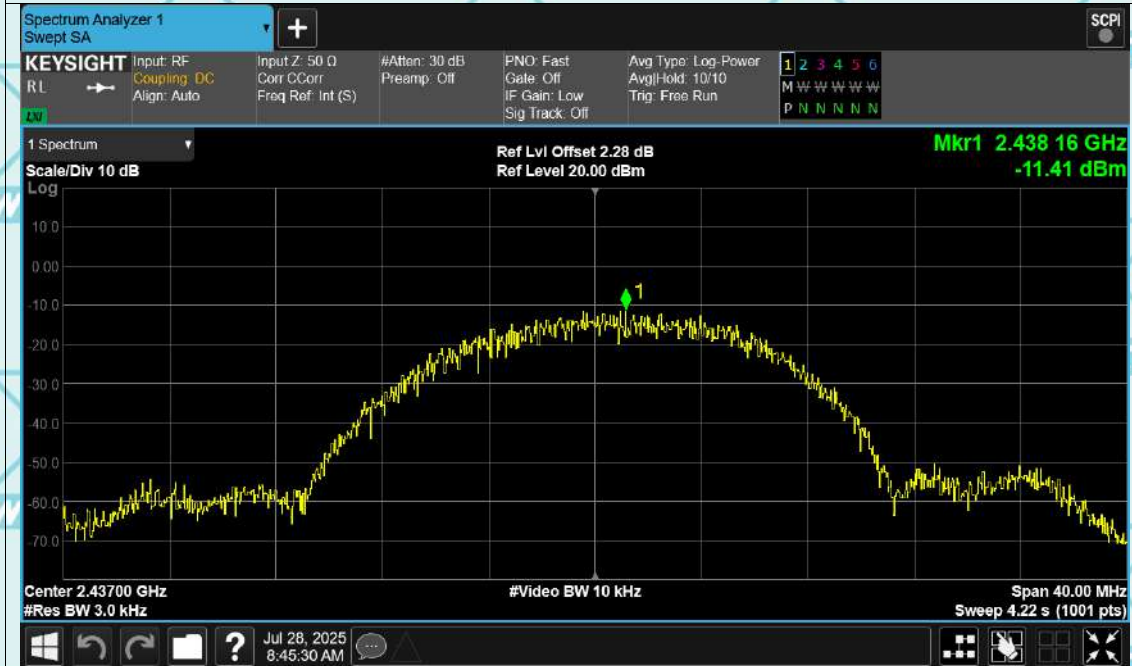 Spectrum Analyzer 1
Swept SA
+
SCPI
KEYSIGHT
RL
LXI
Input: RF
Coupling: DC
Align: Auto
Input Z: 50 Ω
Corr CCorr
Freq Ref: Int (S)
#Atten: 30 dB
Preamp: Off
PNO: Fast
Gate: Off
IF Gain: Low
Sig Track: Off
Avg Type: Log-Power
Avg|Hold: 10/10
Trig: Free Run
1 2 3 4 5 6
M W W W W W
P N N N N N
1 Spectrum
Scale/Div 10 dB
Log
Ref Lvl Offset 2.28 dB
Ref Level 20.00 dBm
Mkr1 2.438 16 GHz
-11.41 dBm
10.0
0.00
-10.0
-20.0
-30.0
-40.0
-50.0
-60.0
-70.0
1
Center 2.43700 GHz
#Res BW 3.0 kHz
#Video BW 10 kHz
Span 40.00 MHz
Sweep 4.22 s (1001 pts)
?
Jul 28, 2025
8:45:30 AM